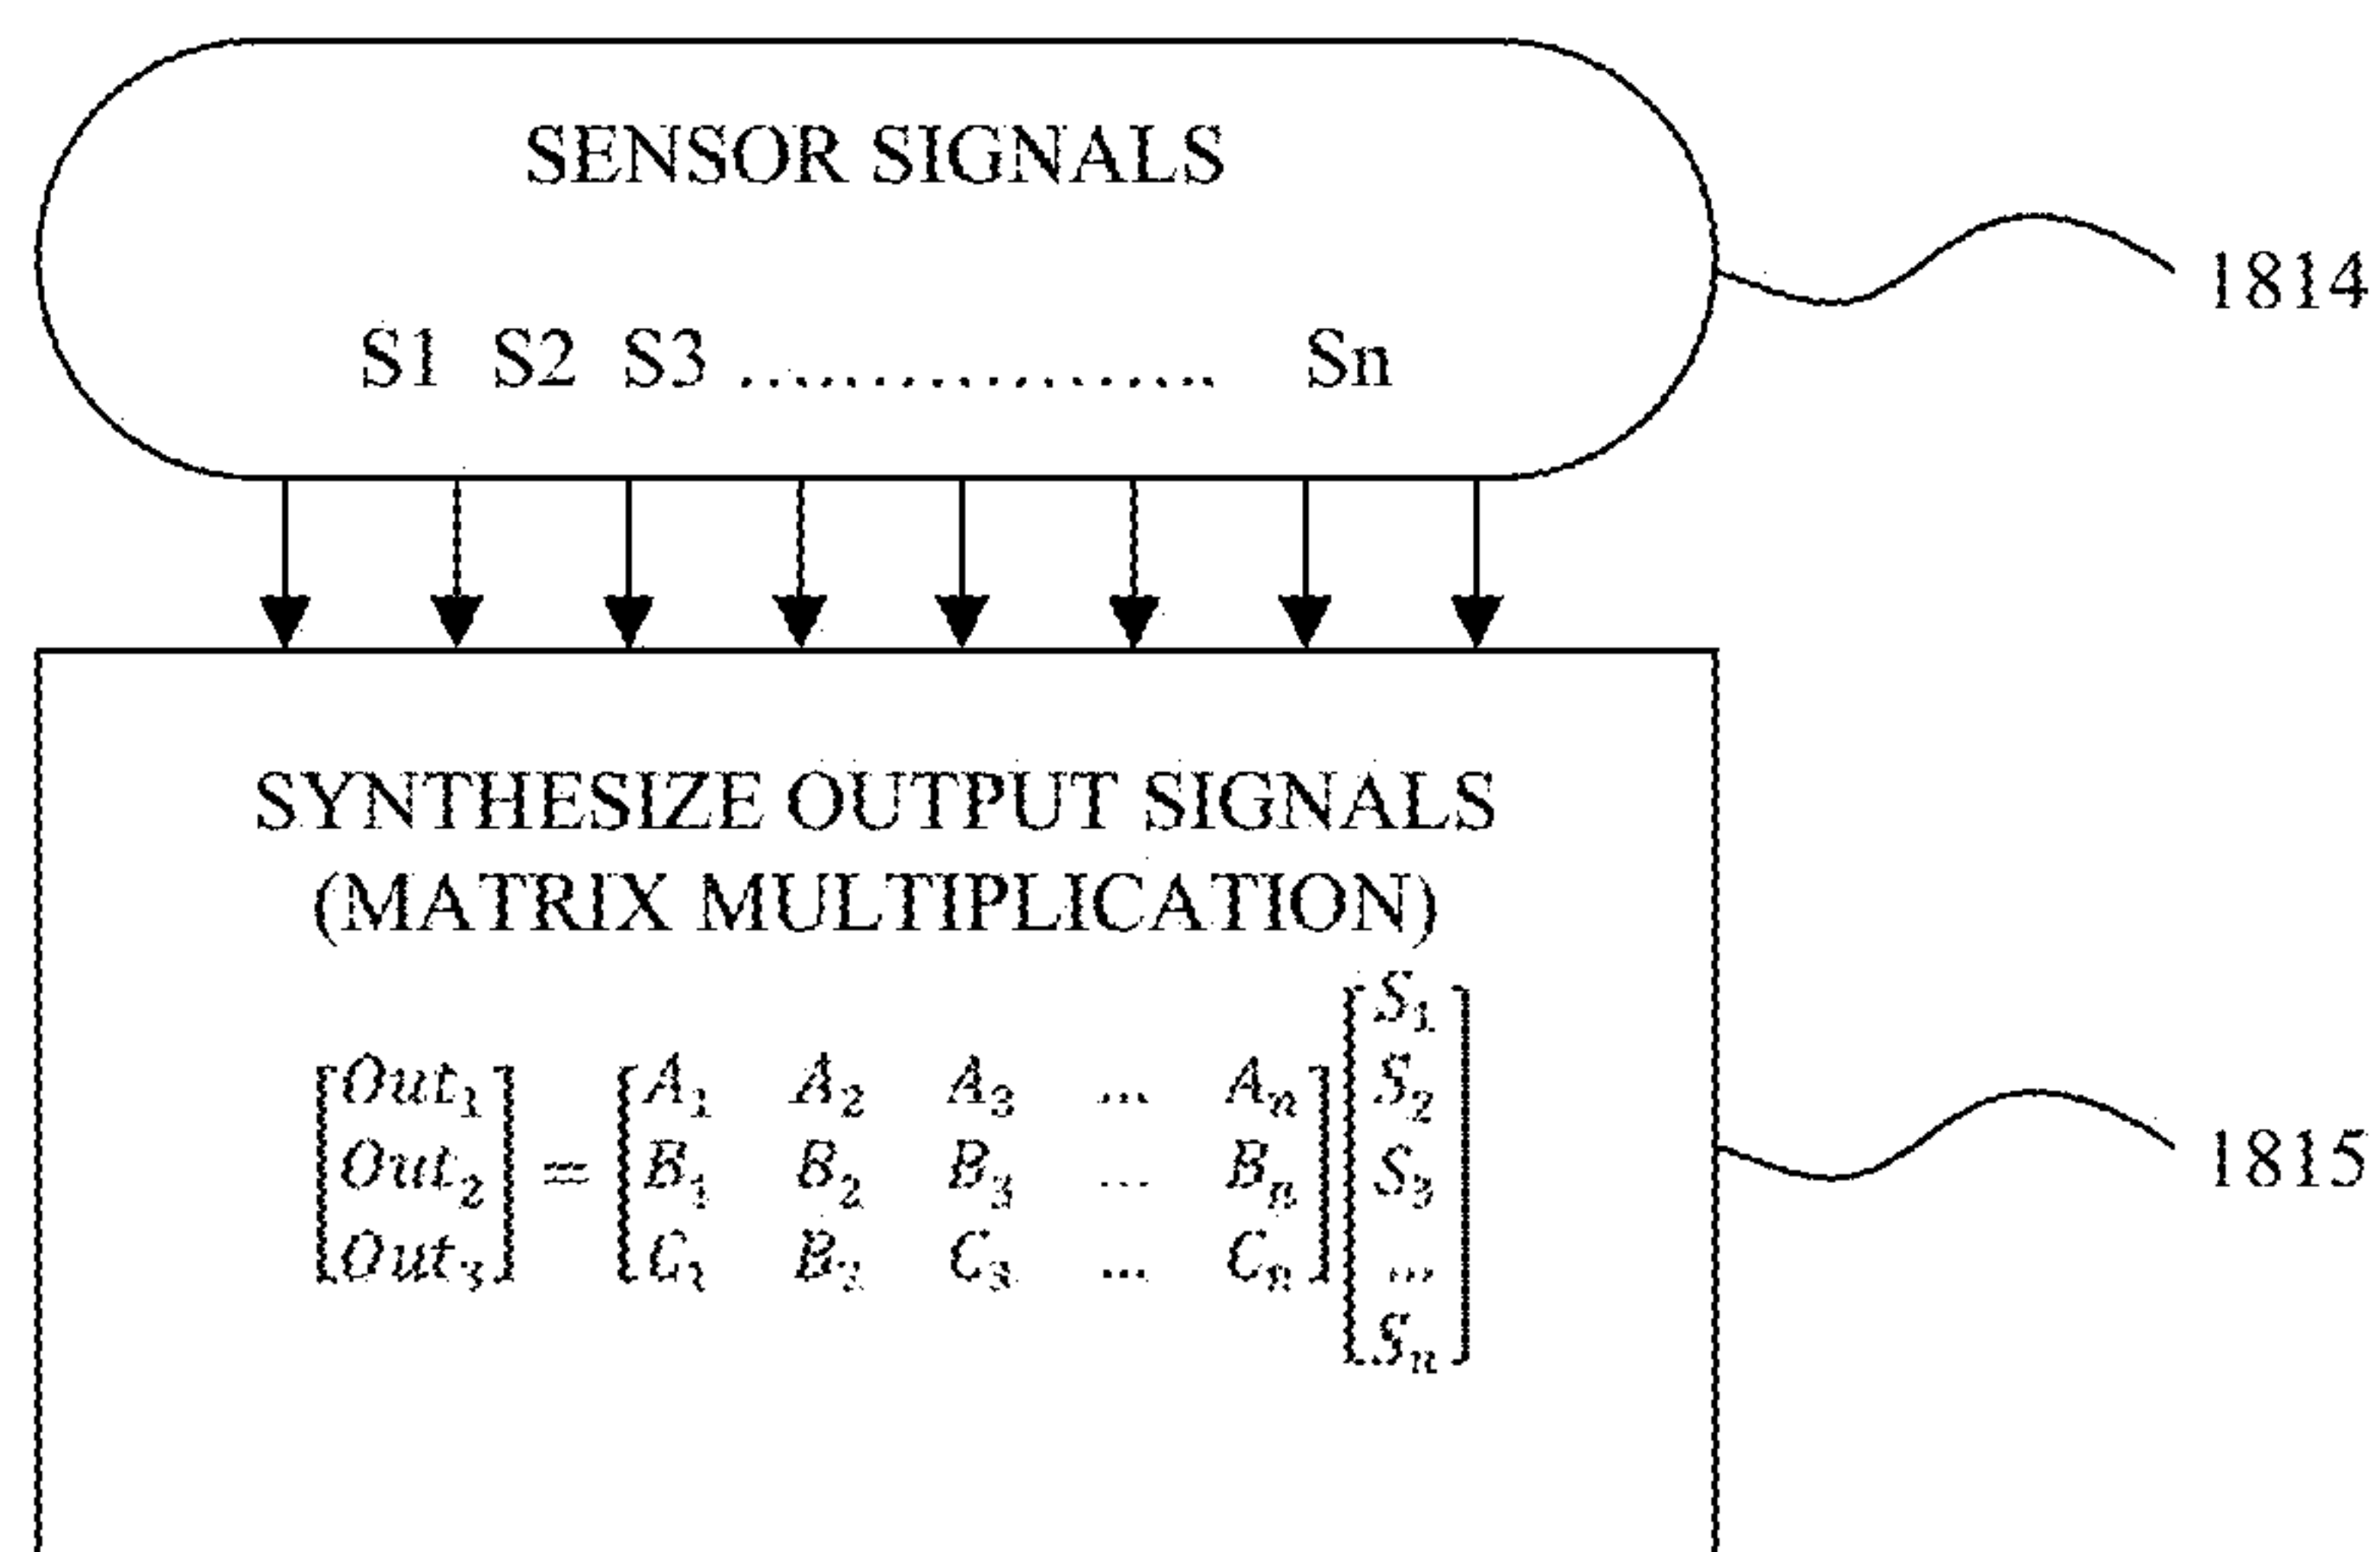 SENSOR SIGNALS
S1 S2 S3 .................. Sn
1814
SYNTHESIZE OUTPUT SIGNALS
(MATRIX MULTIPLICATION)
[Out₁ Out₂ Out₃] = [A₁ A₂ A₃ ... Aₙ
B₁ B₂ B₃ ... Bₙ
C₁ B₂ C₃ ... Cₙ]
[S₁ S₂ S₃ ... Sₙ]
1815